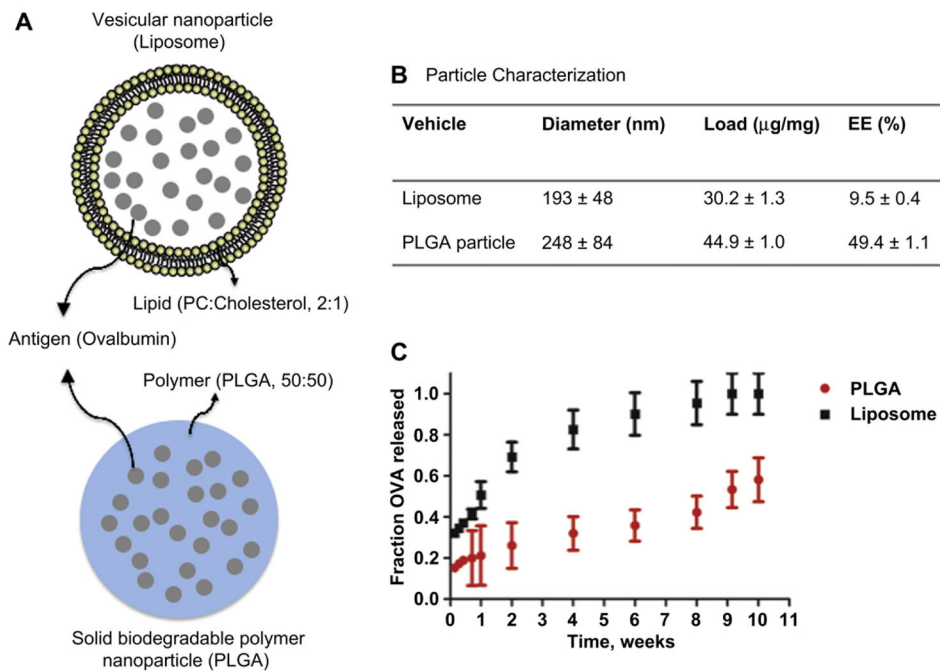 A
Vesicular nanoparticle
(Liposome)
Lipid (PC:Cholesterol, 2:1)
Antigen (Ovalbumin)
Polymer (PLGA, 50:50)
Solid biodegradable polymer
nanoparticle (PLGA)
B Particle Characterization
Vehicle Diameter (nm) Load (μg/mg) EE (%)
Liposome 193 ± 48 30.2 ± 1.3 9.5 ± 0.4
PLGA particle 248 ± 84 44.9 ± 1.0 49.4 ± 1.1
C
Fraction OVA released
1.0
0.8
0.6
0.4
0.2
0.0
0 1 2 3 4 5 6 7 8 9 10 11
Time, weeks
PLGA
Liposome